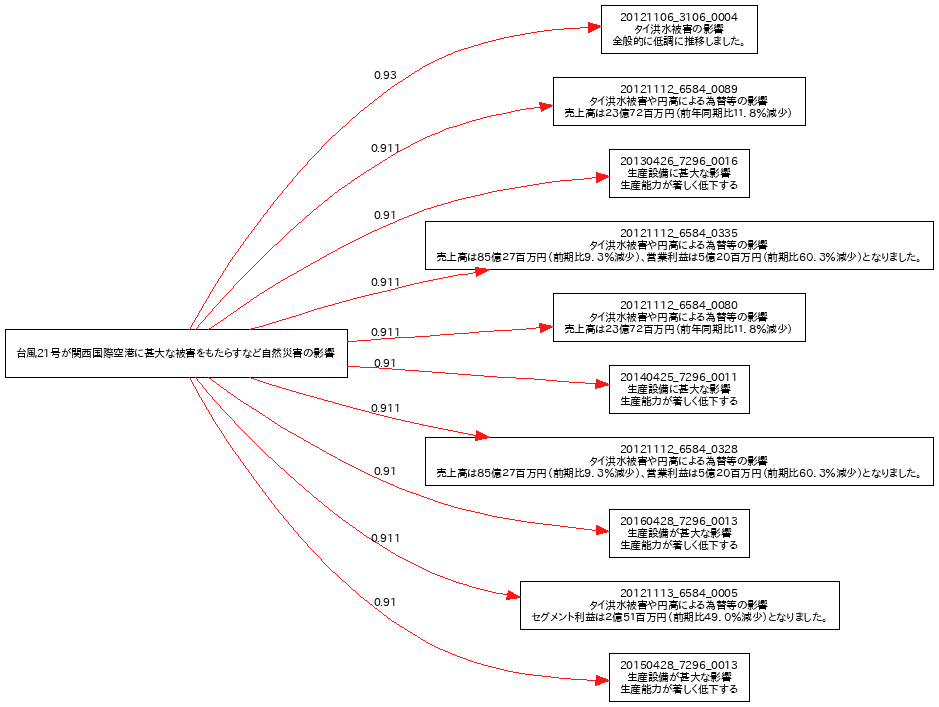 20121106_3106_0004
タイ洪水被害の影響
全般的に低調に推移しました。
0.93
20121112_6584_0089
タイ洪水被害や円高による為替等の影響
売上高は23億72百万円(前年同期比11.8%減少)
0.911
20130426_7296_0016
生産設備に甚大な影響
生産能力が著しく低下する
0.91
20121112_6584_0335
タイ洪水被害や円高による為替等の影響
売上高は85億27百万円(前期比9.3%減少)、営業利益は5億20百万円(前期比60.3%減少)となりました。
0.911
20121112_6584_0080
タイ洪水被害や円高による為替等の影響
売上高は23億72百万円(前年同期比11.8%減少)
0.911
台風21号が関西国際空港に甚大な被害をもたらすなど自然災害の影響
0.91
20140425_7296_0011
生産設備に甚大な影響
生産能力が著しく低下する
0.911
20121112_6584_0328
タイ洪水被害や円高による為替等の影響
売上高は85億27百万円(前期比9.3%減少)、営業利益は5億20百万円(前期比60.3%減少)となりました。
0.91
20160428_7296_0013
生産設備が甚大な影響
生産能力が著しく低下する
0.911
20121113_6584_0005
タイ洪水被害や円高による為替等の影響
セグメント利益は2億51百万円(前期比49.0%減少)となりました。
0.91
20150428_7296_0013
生産設備が甚大な影響
生産能力が著しく低下する